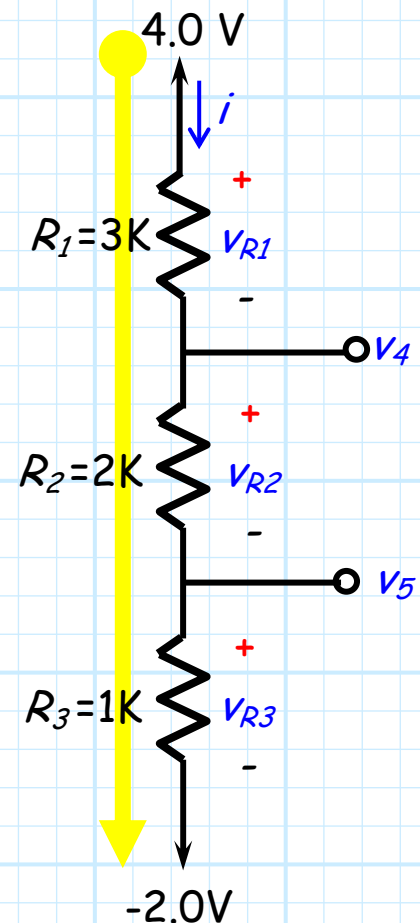 4.0 V
i
+
R1=3K
vR1
-
v4
+
R2=2K
vR2
-
v5
+
R3=1K
vR3
-
-2.0V